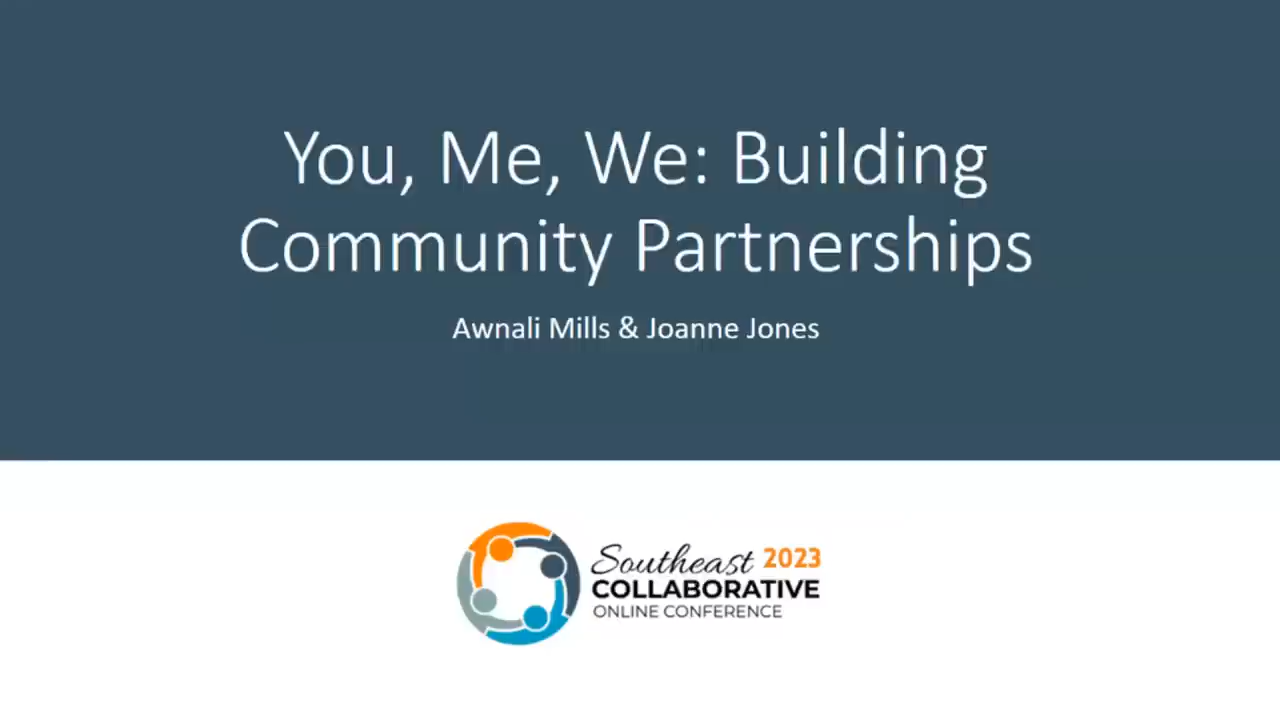 You, Me, We: Building
Community Partnerships
Awnali Mills & Joanne Jones
Southeast 2023
COLLABORATIVE
ONLINE CONFERENCE